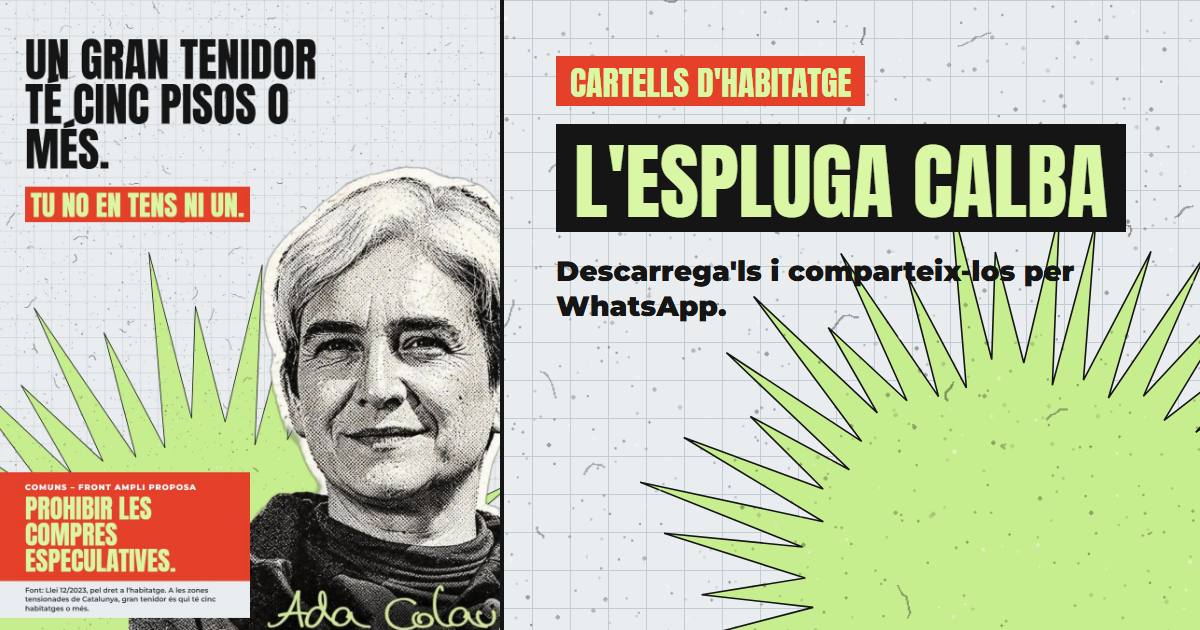 UN GRAN TENIDOR
TÉ CINC PISOS O
MÉS.
TU NO EN TENS NI UN.
COMUNS – FRONT AMPLI PROPOSA
PROHIBIR LES
COMPRES
ESPECULATIVES.
Font: Llei 12/2023, pel dret a l'habitatge. A les zones
tensionades de Catalunya, gran tenidor és qui té cinc
habitatges o més.
Ada Colau
CARTELLS D'HABITATGE
L'ESPLUGA CALBA
Descarrega'ls i comparteix-los per
WhatsApp.